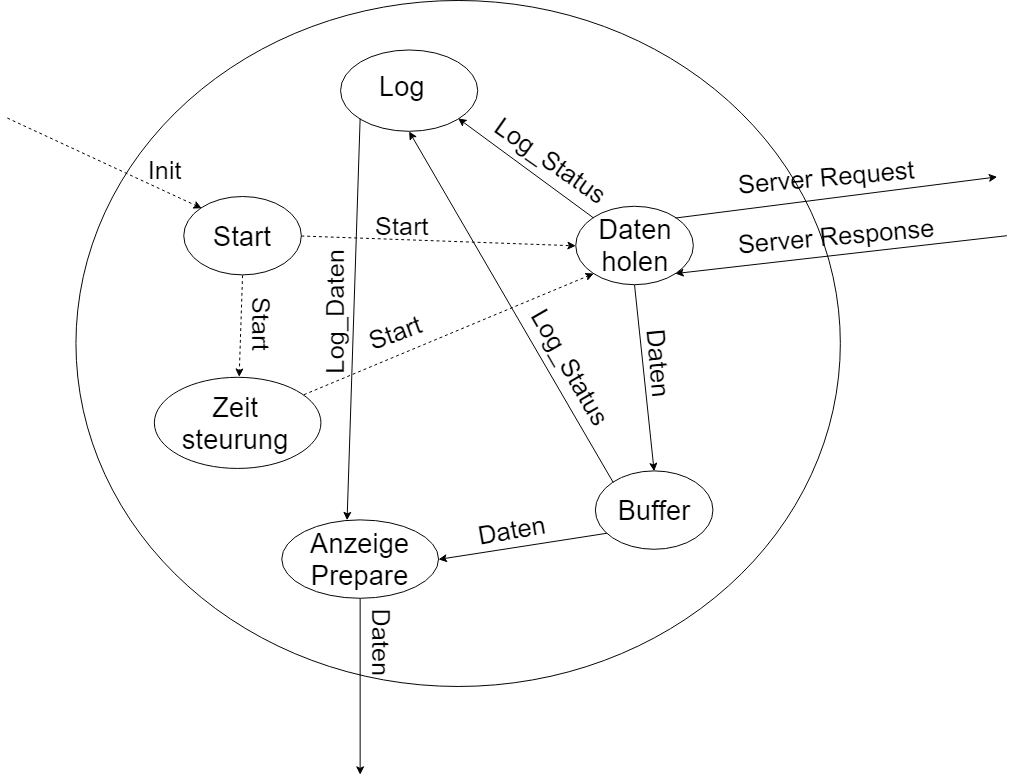 Log
Log_Status
Init
Server Request
Start
Start
Daten
holen
Server Response
Start
Log_Daten
Start
Log_Status
Daten
Zeit
steurung
Buffer
Daten
Anzeige
Prepare
Daten